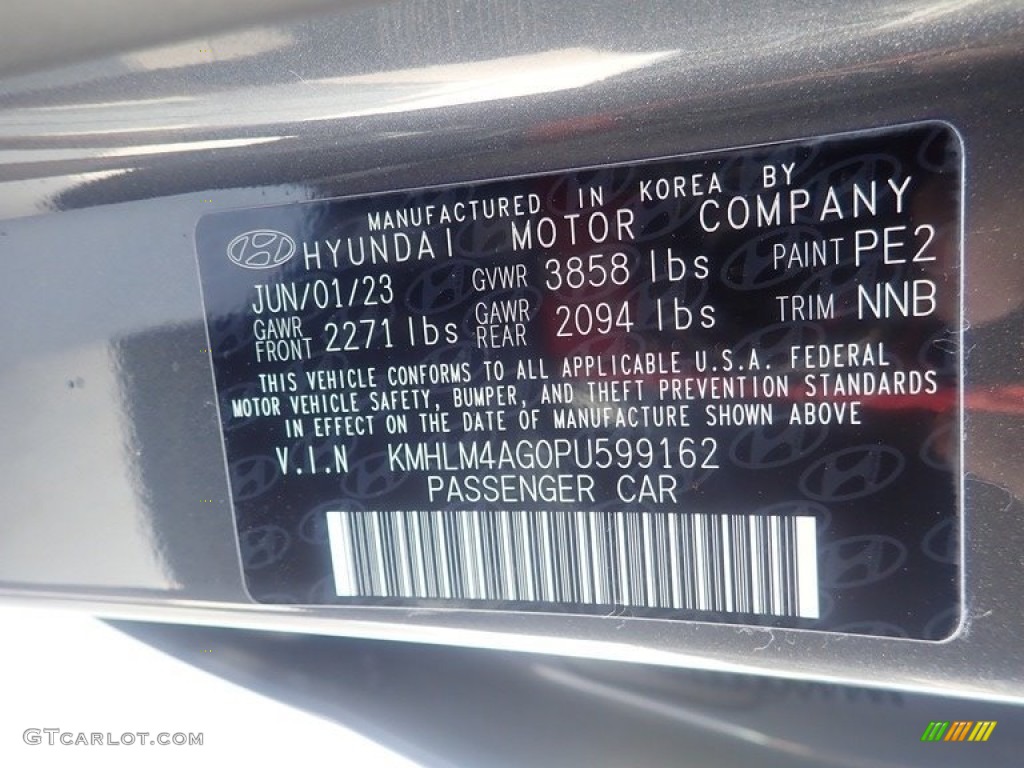 MANUFACTURED IN KOREA BY
HYUNDAI MOTOR COMPANY
JUN/01/23 GVWR 3858 lbs PAINT PE2
GAWR FRONT 2271 lbs GAWR REAR 2094 lbs TRIM NNB
THIS VEHICLE CONFORMS TO ALL APPLICABLE U.S.A. FEDERAL
MOTOR VEHICLE SAFETY, BUMPER, AND THEFT PREVENTION STANDARDS
IN EFFECT ON THE DATE OF MANUFACTURE SHOWN ABOVE
V.I.N KMHLM4AG0PU599162
PASSENGER CAR
GTCARLOT.COM